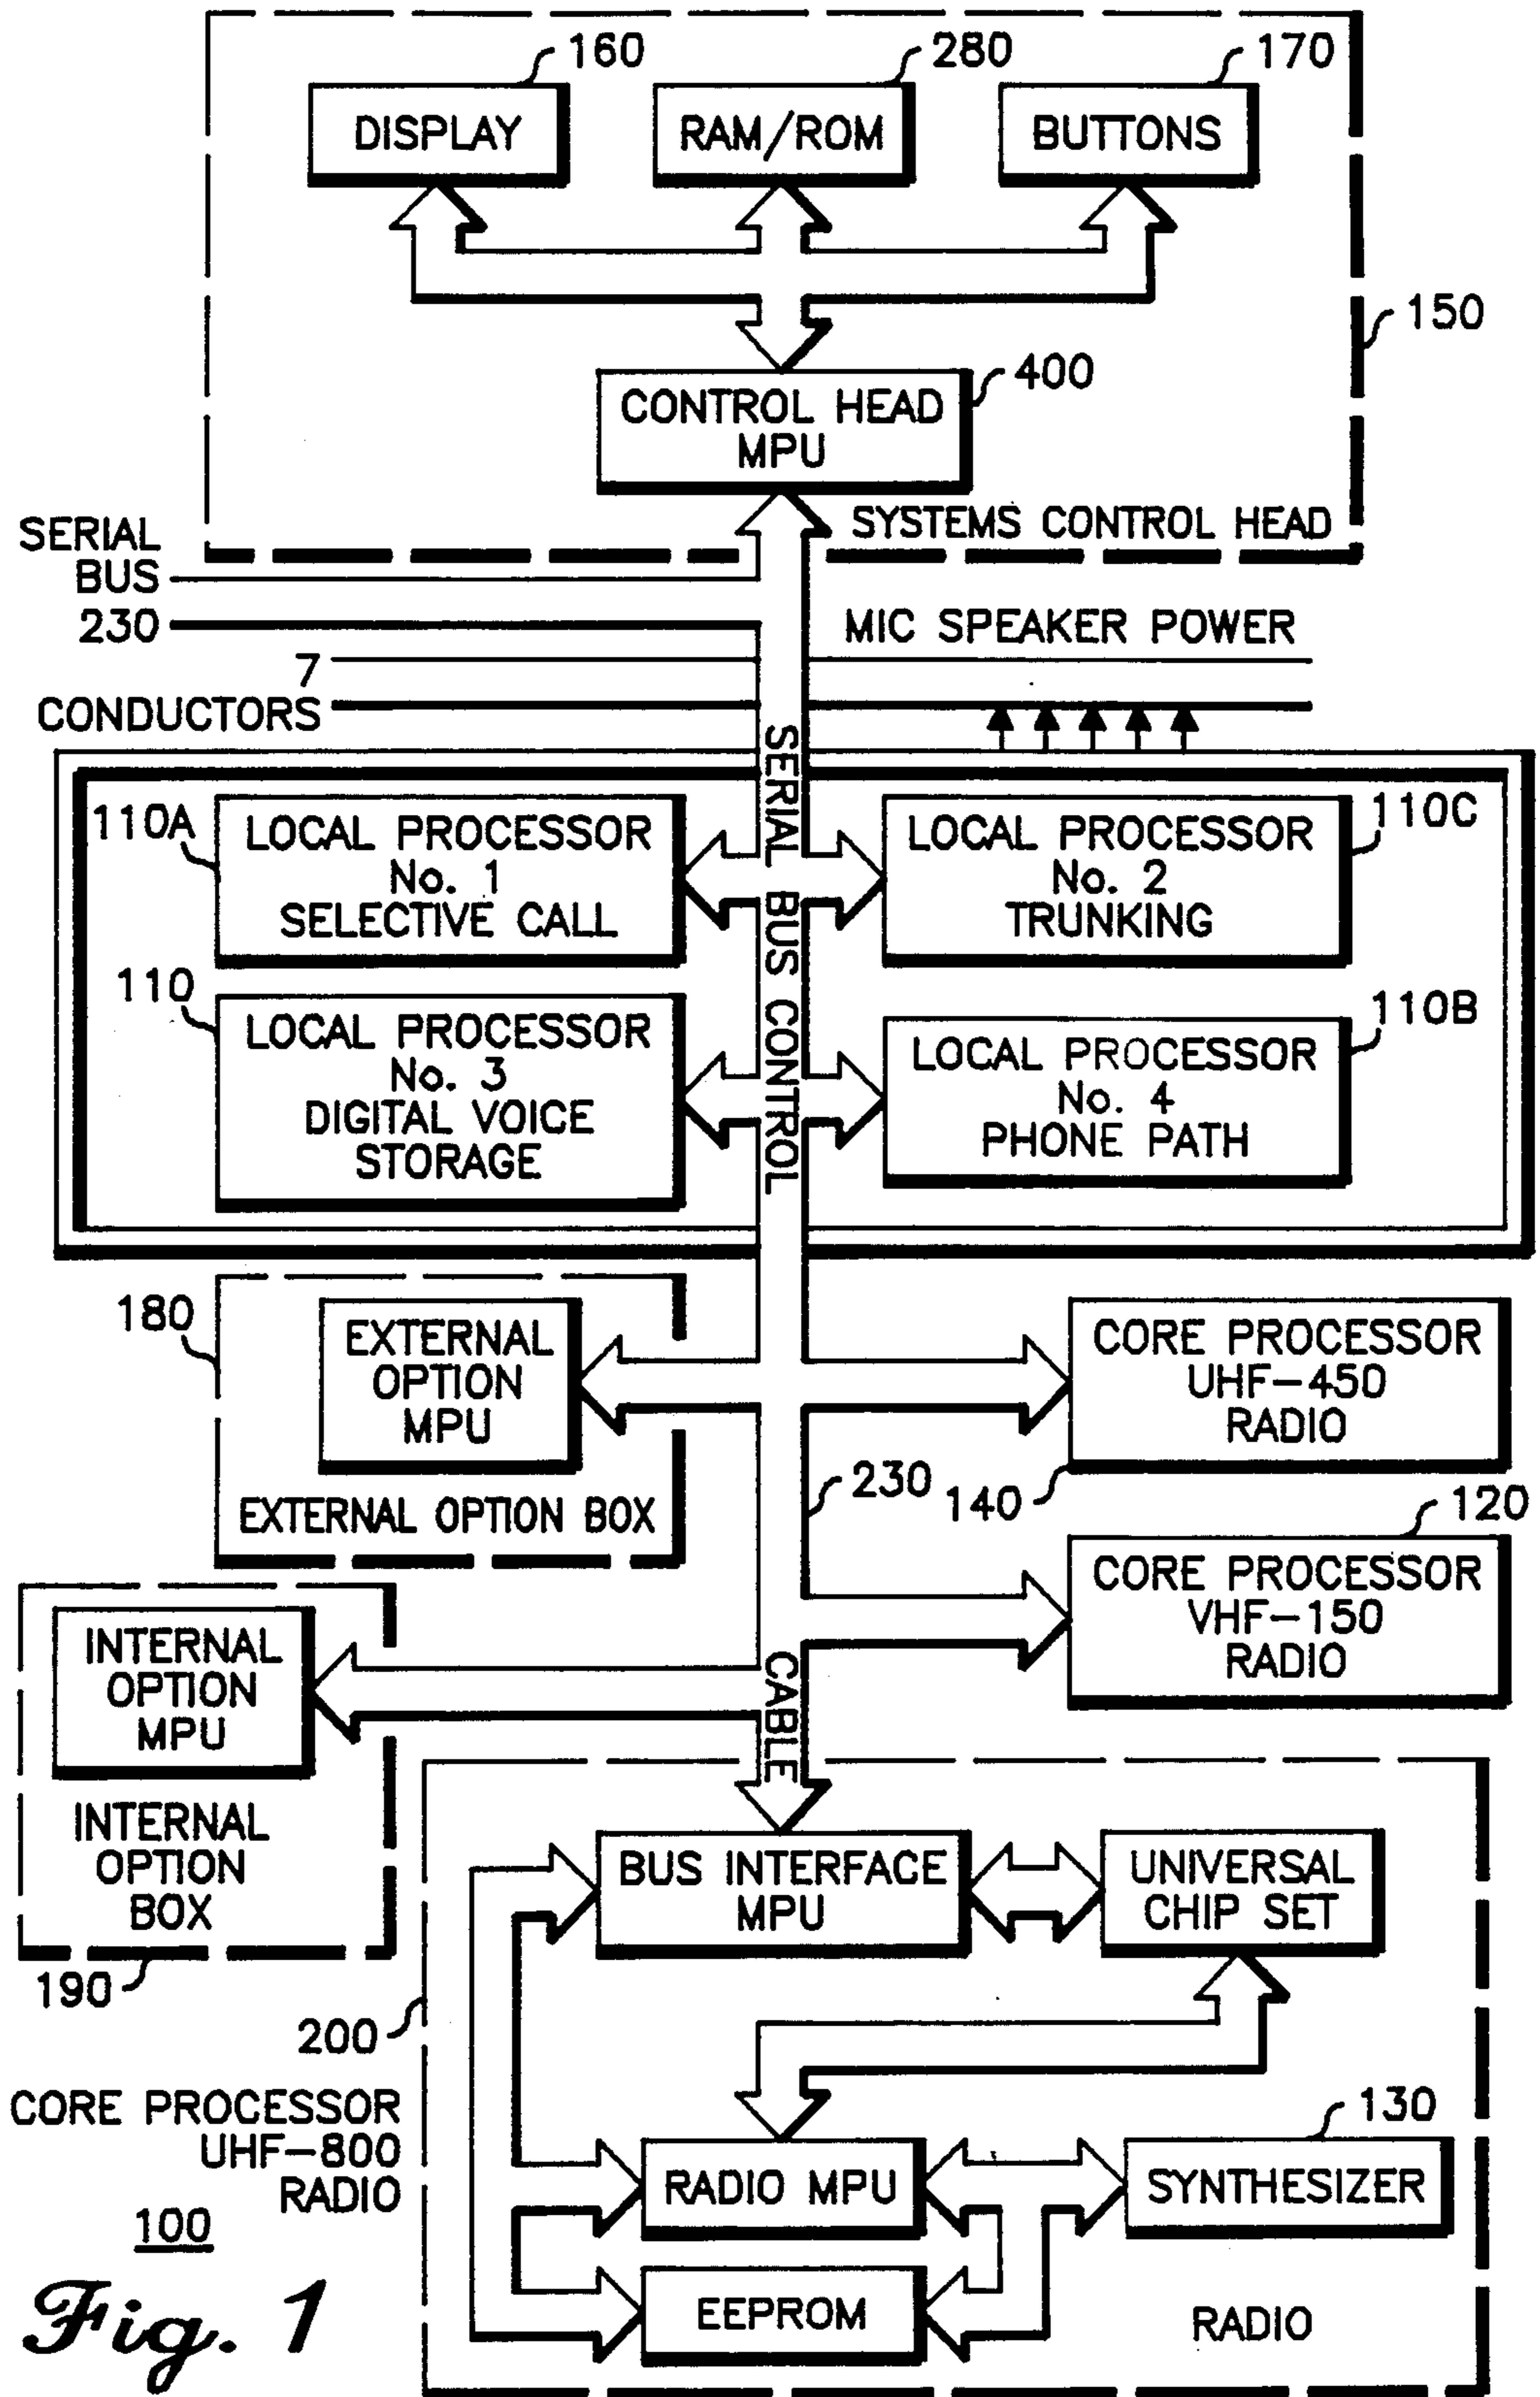 160
280
170
DISPLAY
RAM/ROM
BUTTONS
150
400
CONTROL HEAD
MPU
SYSTEMS CONTROL HEAD
SERIAL
BUS
230
MIC SPEAKER POWER
7
CONDUCTORS
SERIAL BUS CONTROL
110A
LOCAL PROCESSOR
No. 1
SELECTIVE CALL
110C
LOCAL PROCESSOR
No. 2
TRUNKING
110
LOCAL PROCESSOR
No. 3
DIGITAL VOICE
STORAGE
110B
LOCAL PROCESSOR
No. 4
PHONE PATH
180
EXTERNAL
OPTION
MPU
EXTERNAL OPTION BOX
CORE PROCESSOR
UHF-450
RADIO
140
230
120
CORE PROCESSOR
VHF-150
RADIO
INTERNAL
OPTION
MPU
INTERNAL
OPTION
BOX
190
CABLE
BUS INTERFACE
MPU
UNIVERSAL
CHIP SET
200
CORE PROCESSOR
UHF-800
RADIO
130
RADIO MPU
SYNTHESIZER
EEPROM
RADIO
100
Fig. 1